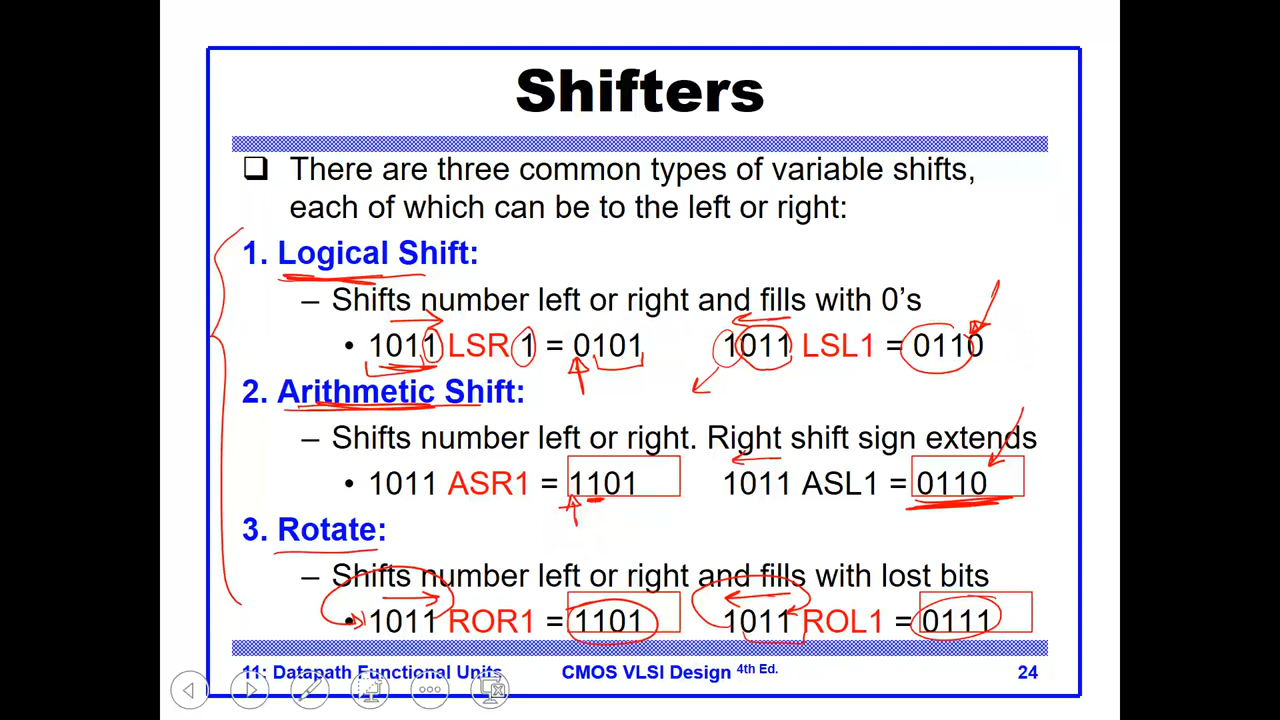 Shifters
❑ There are three common types of variable shifts,
each of which can be to the left or right:
1. Logical Shift:
– Shifts number left or right and fills with 0’s
• 1011 LSR 1 = 0101 1011 LSL1 = 0110
2. Arithmetic Shift:
– Shifts number left or right. Right shift sign extends
• 1011 ASR1 = 1101 1011 ASL1 = 0110
3. Rotate:
– Shifts number left or right and fills with lost bits
• 1011 ROR1 = 1101 1011 ROL1 = 0111
11: Datapath Functional Units CMOS VLSI Design 4th Ed. 24